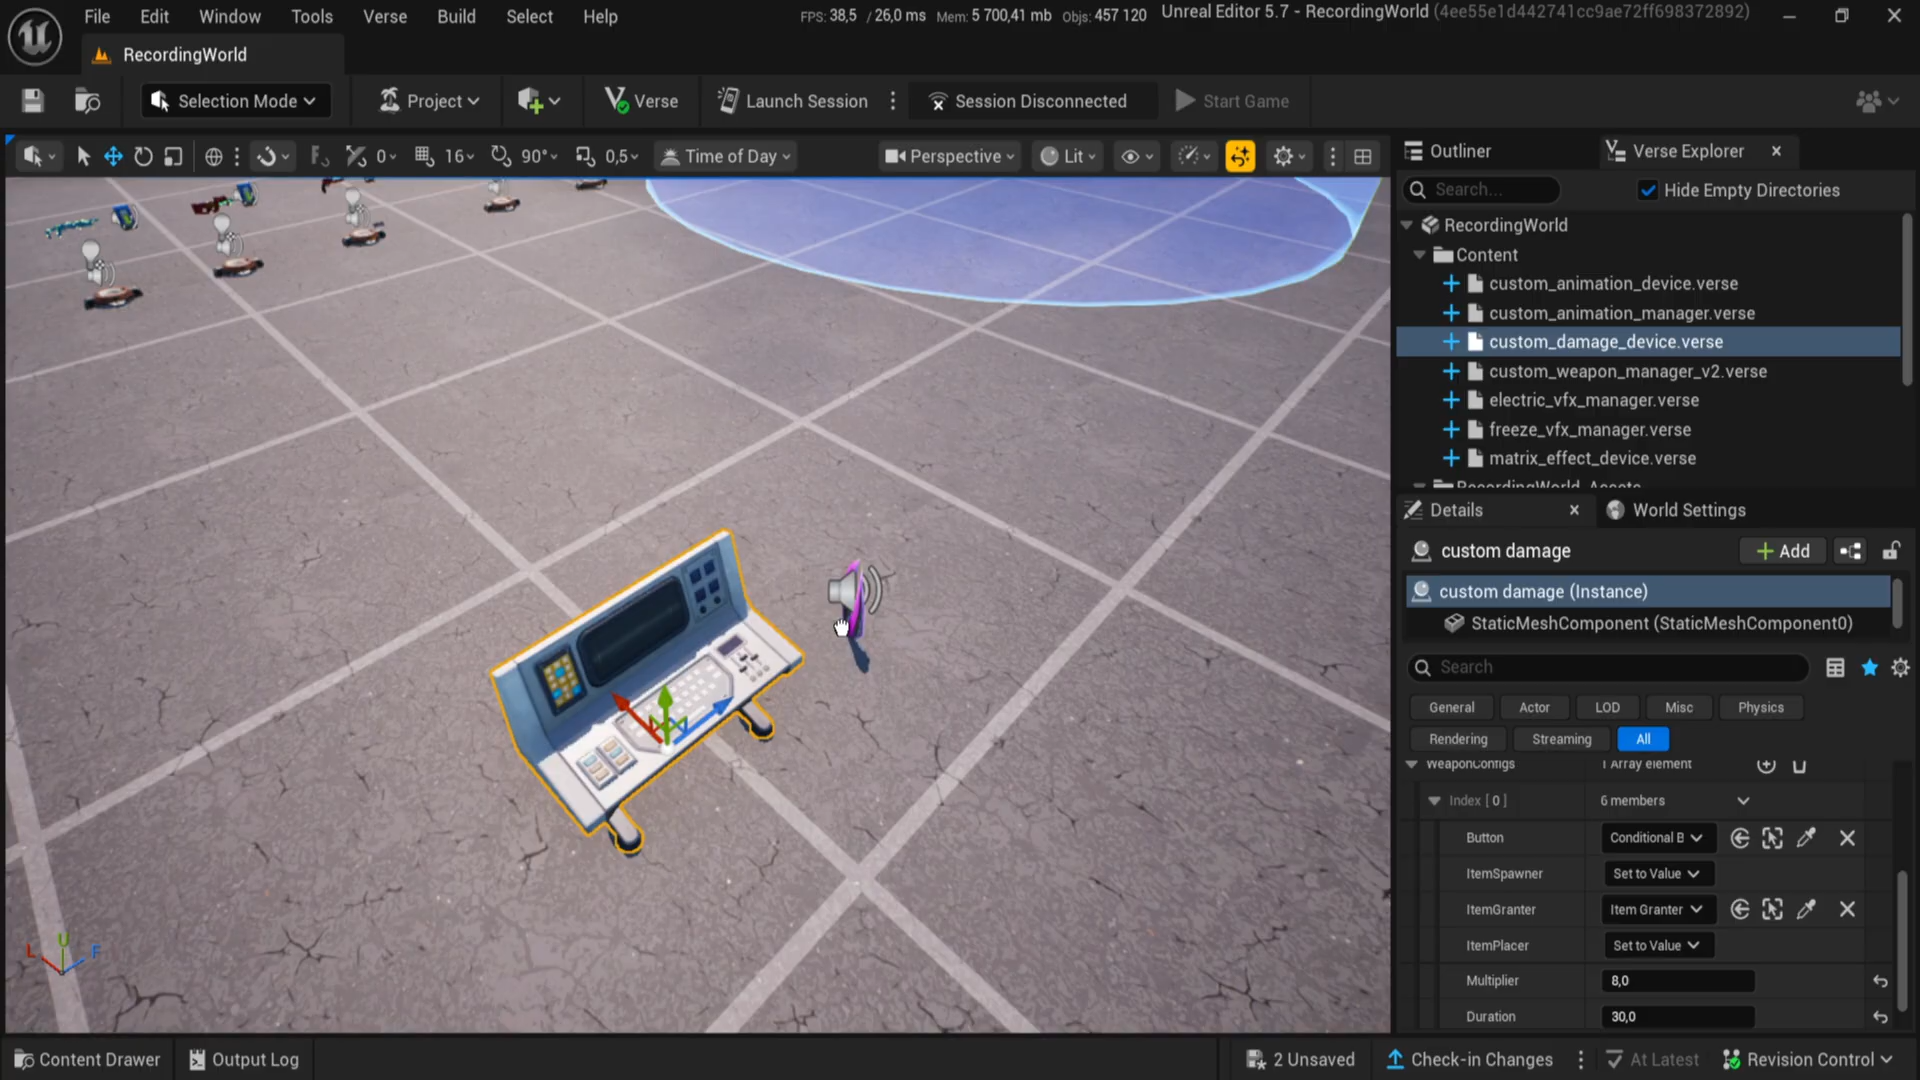 File Edit Window Tools Verse Build Select Help
FPS: 38,5 / 26,0 ms Mem: 5 700,41 mb Objs: 457 120
Unreal Editor 5.7 - RecordingWorld (4ee55e1d442741cc9ae72ff698372892)
RecordingWorld
Selection Mode
Project
Verse
Launch Session
Session Disconnected
Start Game
0
16
90°
0,5
Time of Day
Perspective
Lit
Outliner
Verse Explorer
Search...
Hide Empty Directories
RecordingWorld
Content
custom_animation_device.verse
custom_animation_manager.verse
custom_damage_device.verse
custom_weapon_manager_v2.verse
electric_vfx_manager.verse
freeze_vfx_manager.verse
matrix_effect_device.verse
RecordingWorld Assets
Details
World Settings
custom damage
Add
custom damage (Instance)
StaticMeshComponent (StaticMeshComponent0)
Search
General Actor LOD Misc Physics
Rendering Streaming All
WeaponConfigs 1 Array element
Index [ 0 ] 6 members
Button Conditional B
ItemSpawner Set to Value
ItemGranter Item Granter
ItemPlacer Set to Value
Multiplier 8,0
Duration 30,0
L U F
Content Drawer
Output Log
2 Unsaved
Check-in Changes
At Latest
Revision Control